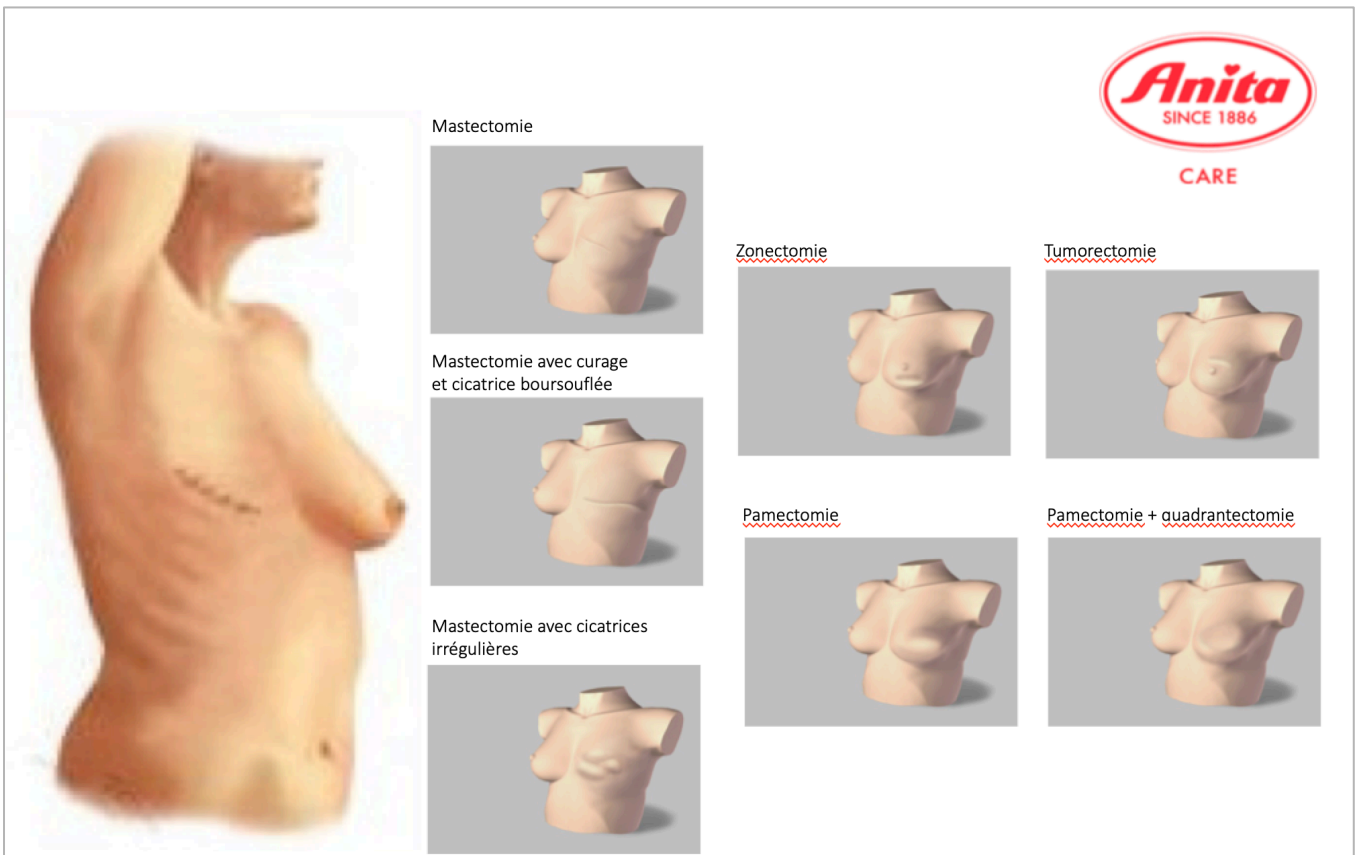 Anita
SINCE 1886
CARE
Mastectomie
Zonectomie
Tumorectomie
Mastectomie avec curage
et cicatrice boursouflée
Pamectomie
Pamectomie + quadrantectomie
Mastectomie avec cicatrices
irrégulières